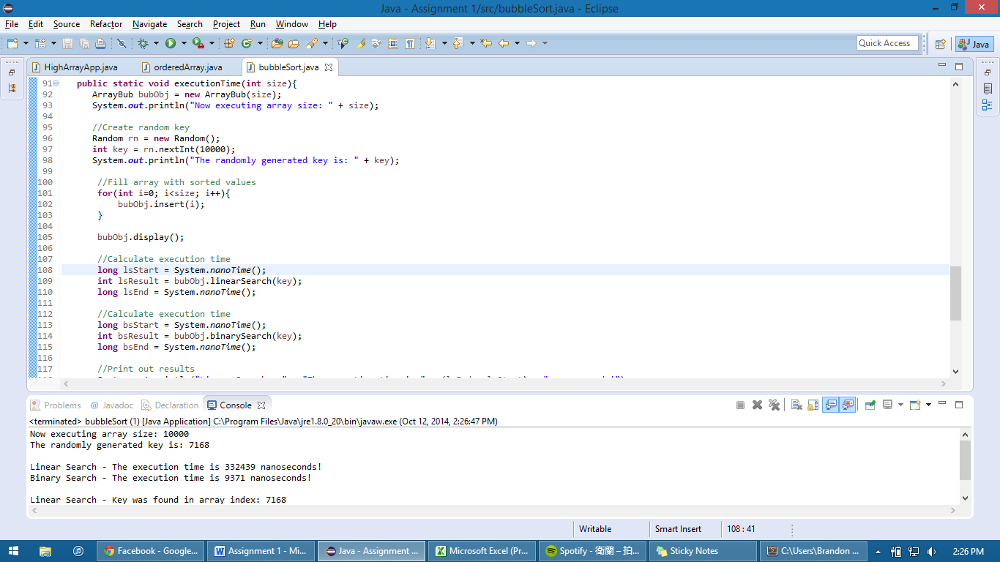 Java - Assignment 1/src/bubbleSort.java - Eclipse
File Edit Source Refactor Navigate Search Project Run Window Help
Quick Access
Java
HighArrayApp.java orderedArray.java bubbleSort.java
91 public static void executionTime(int size){
92 ArrayBub bubObj = new ArrayBub(size);
93 System.out.println("Now executing array size: " + size);
94
95 //Create random key
96 Random rn = new Random();
97 int key = rn.nextInt(10000);
98 System.out.println("The randomly generated key is: " + key);
99
100 //Fill array with sorted values
101 for(int i=0; i<size; i++){
102 bubObj.insert(i);
103 }
104
105 bubObj.display();
106
107 //Calculate execution time
108 long lsStart = System.nanoTime();
109 int lsResult = bubObj.linearSearch(key);
110 long lsEnd = System.nanoTime();
111
112 //Calculate execution time
113 long bsStart = System.nanoTime();
114 int bsResult = bubObj.binarySearch(key);
115 long bsEnd = System.nanoTime();
116
117 //Print out results
Problems @ Javadoc Declaration Console
<terminated> bubbleSort (1) [Java Application] C:\Program Files\Java\jre1.8.0_20\bin\javaw.exe (Oct 12, 2014, 2:26:47 PM)
Now executing array size: 10000
The randomly generated key is: 7168
Linear Search - The execution time is 332439 nanoseconds!
Binary Search - The execution time is 9371 nanoseconds!
Linear Search - Key was found in array index: 7168
Writable Smart Insert 108 : 41
Facebook - Google... Assignment 1 - Mi... Java - Assignment ... Microsoft Excel (Pr... Spotify - 衛蘭 – 拍... Sticky Notes C:\Users\Brandon ... 2:26 PM